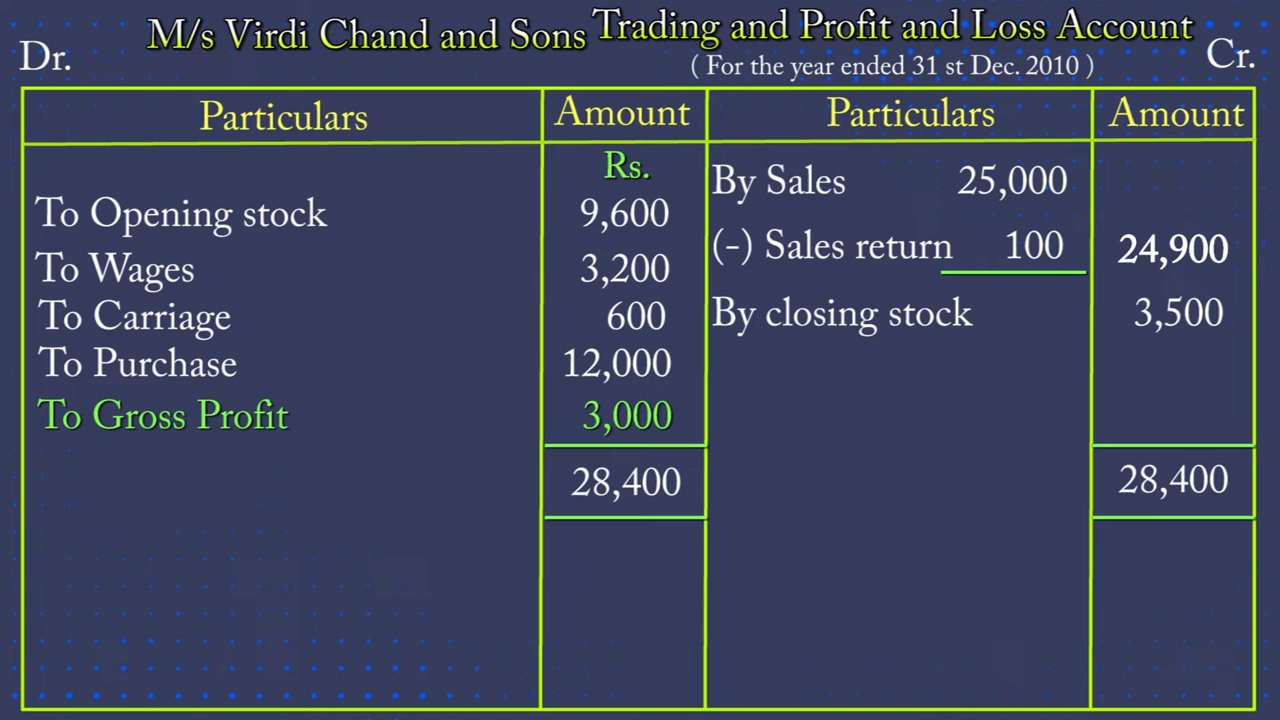 M/s Virdi Chand and Sons Trading and Profit and Loss Account
Dr. ( For the year ended 31 st Dec. 2010 ) Cr.
Particulars Amount Particulars Amount
Rs.
By Sales 25,000
To Opening stock 9,600
(-) Sales return 100 24,900
To Wages 3,200
To Carriage 600 By closing stock 3,500
To Purchase 12,000
To Gross Profit 3,000
28,400 28,400